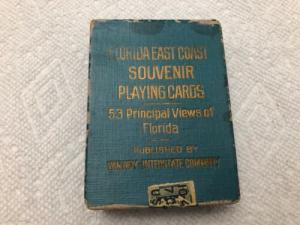 FLORIDA EAST COAST
SOUVENIR
PLAYING CARDS
53 Principal Views of
Florida
PUBLISHED BY
INTERSTATE COMPANY